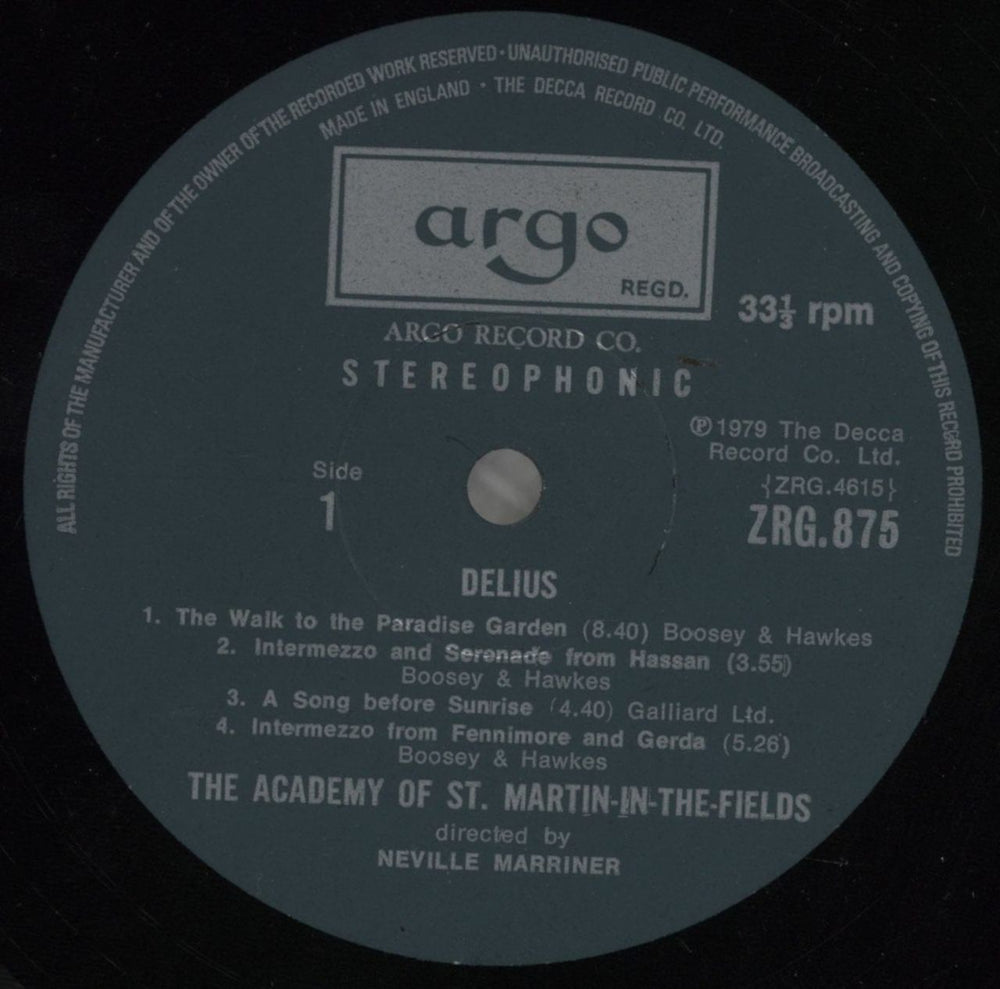 ALL RIGHTS OF THE MANUFACTURER AND OF THE OWNER OF THE RECORDED WORK RESERVED · UNAUTHORISED PUBLIC PERFORMANCE BROADCASTING AND COPYING OF THIS RECORD PROHIBITED
MADE IN ENGLAND · THE DECCA RECORD CO. LTD.
argo
REGD.
33⅓ rpm
ARGO RECORD CO.
STEREOPHONIC
℗ 1979 The Decca
Record Co. Ltd.
Side
1
{ZRG.4615}
ZRG.875
DELIUS
1. The Walk to the Paradise Garden (8.40) Boosey & Hawkes
2. Intermezzo and Serenade from Hassan (3.55)
Boosey & Hawkes
3. A Song before Sunrise (4.40) Galliard Ltd.
4. Intermezzo from Fennimore and Gerda (5.26)
Boosey & Hawkes
THE ACADEMY OF ST. MARTIN-IN-THE-FIELDS
directed by
NEVILLE MARRINER